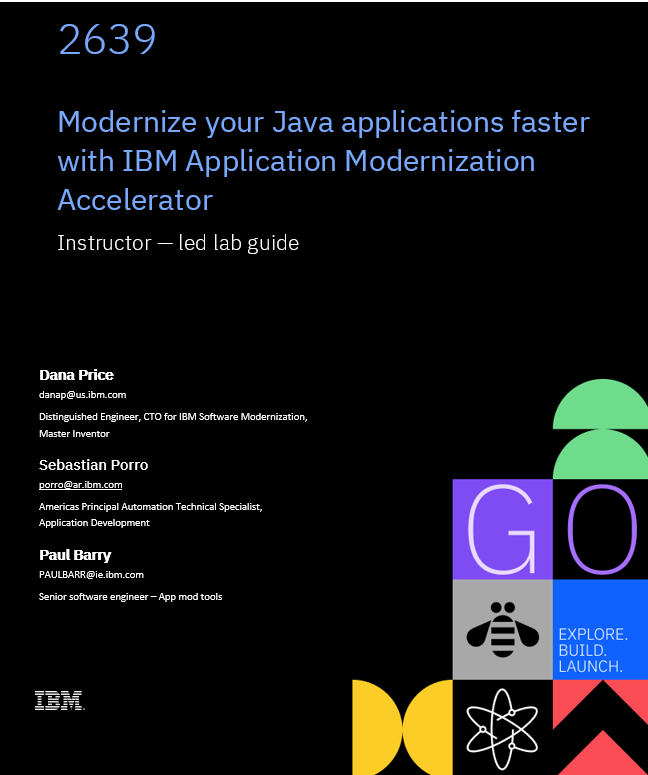 2639
Modernize your Java applications faster
with IBM Application Modernization
Accelerator
Instructor — led lab guide
Dana Price
danap@us.ibm.com
Distinguished Engineer, CTO for IBM Software Modernization,
Master Inventor
Sebastian Porro
porro@ar.ibm.com
Americas Principal Automation Technical Specialist,
Application Development
Paul Barry
PAULBARR@ie.ibm.com
Senior software engineer – App mod tools
GO
EXPLORE.
BUILD.
LAUNCH.
IBM